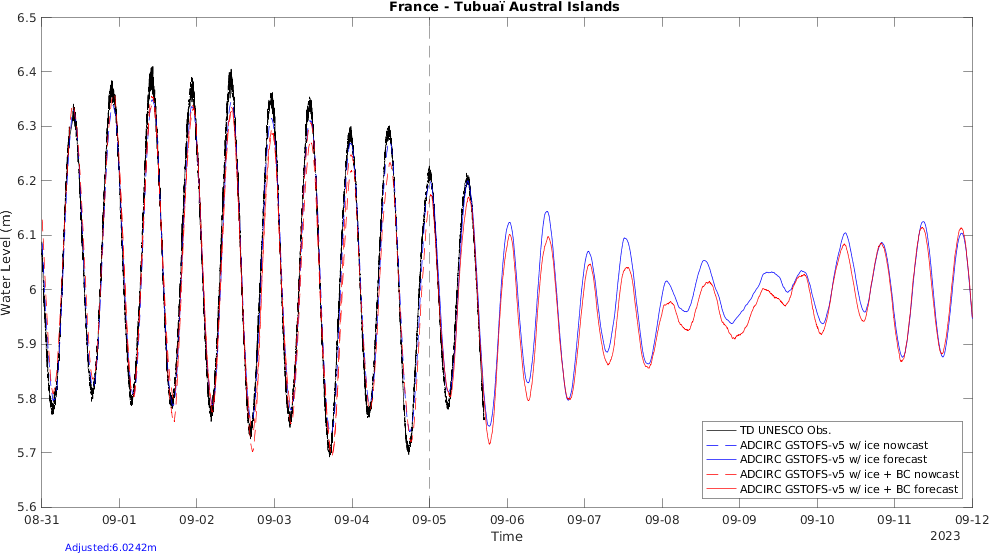 France - Tubuaï Austral Islands
6.5
6.4
6.3
6.2
6.1
6
5.9
5.8
5.7
5.6
Water Level (m)
TD UNESCO Obs.
ADCIRC GSTOFS-v5 w/ ice nowcast
ADCIRC GSTOFS-v5 w/ ice forecast
ADCIRC GSTOFS-v5 w/ ice + BC nowcast
ADCIRC GSTOFS-v5 w/ ice + BC forecast
08-31 09-01 09-02 09-03 09-04 09-05 09-06 09-07 09-08 09-09 09-10 09-11 09-12
Time
2023
Adjusted:6.0242m